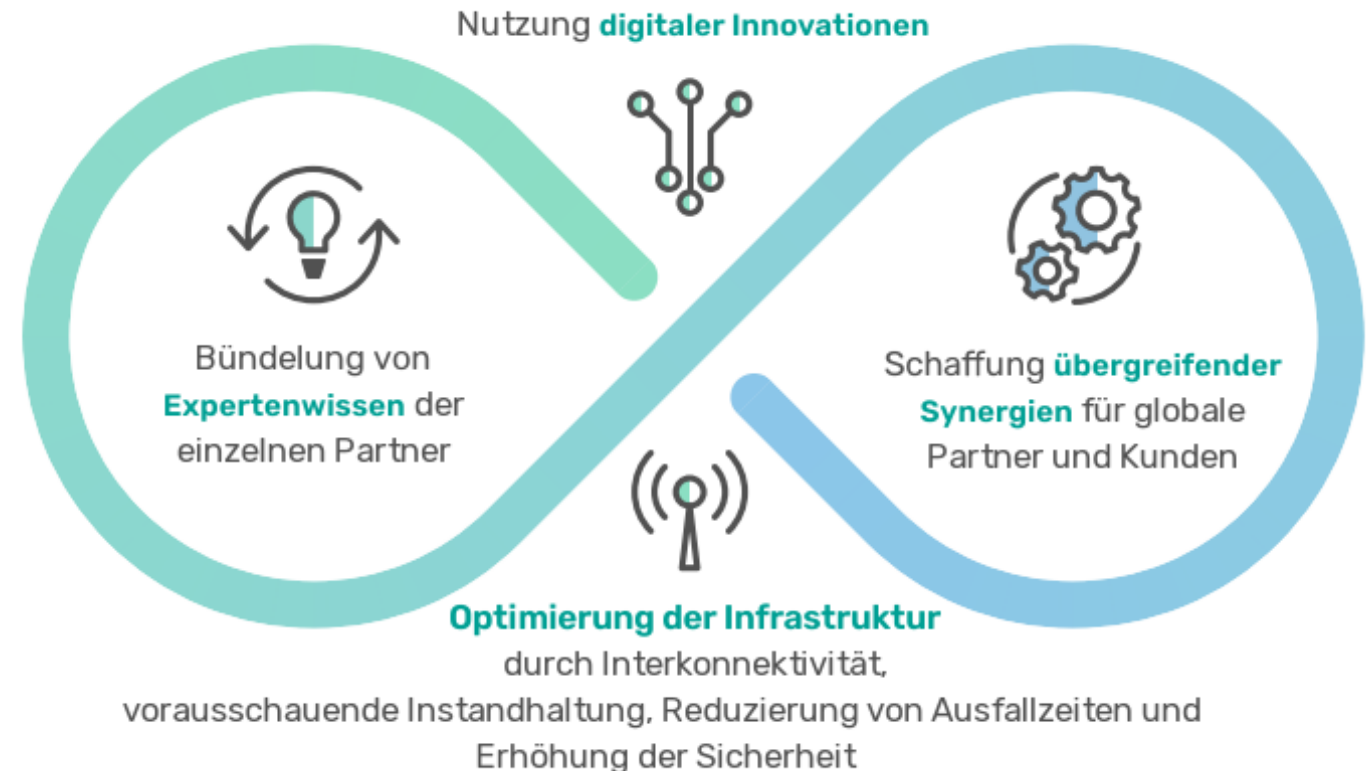 Nutzung digitaler Innovationen
Bündelung von
Expertenwissen der
einzelnen Partner
Schaffung übergreifender
Synergien für globale
Partner und Kunden
Optimierung der Infrastruktur
durch Interkonnektivität,
vorausschauende Instandhaltung, Reduzierung von Ausfallzeiten und
Erhöhung der Sicherheit